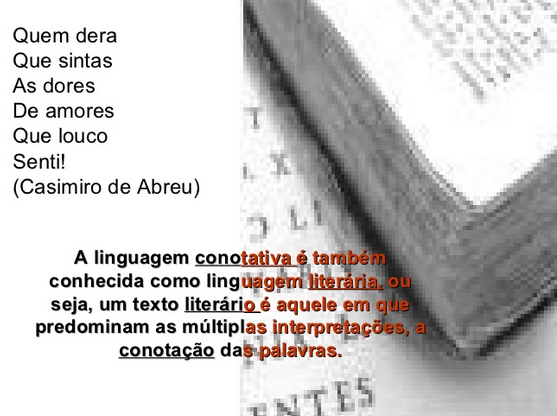 Quem dera
Que sintas
As dores
De amores
Que louco
Senti!
(Casimiro de Abreu)
A linguagem conotativa é também
conhecida como linguagem literária, ou
seja, um texto literário é aquele em que
predominam as múltiplas interpretações, a
conotação das palavras.
ENTES